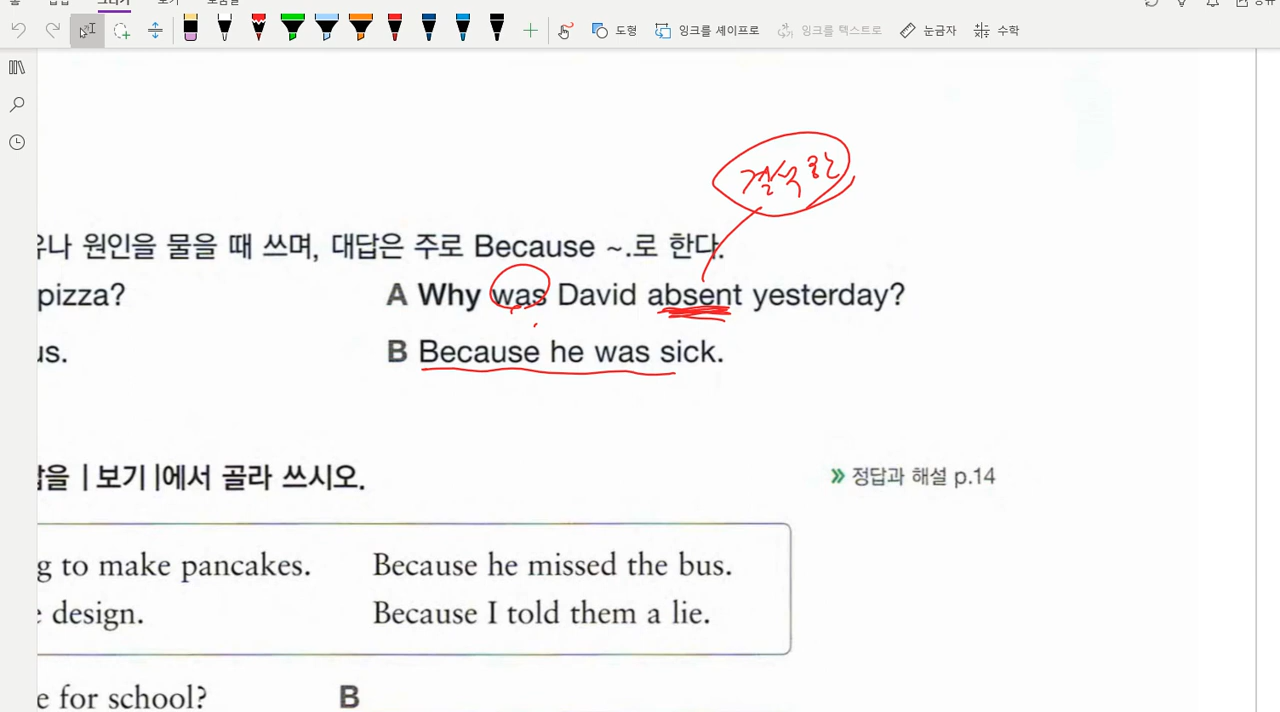 도형
잉크를 셰이프로
잉크를 텍스트로
눈금자
수학
결석한
원인을 물을 때 쓰며, 대답은 주로 Because ~.로 한다.
pizza?
A Why was David absent yesterday?
us.
B Because he was sick.
| 보기 |에서 골라 쓰시오.
» 정답과 해설 p.14
g to make pancakes.
Because he missed the bus.
design.
Because I told them a lie.
e for school?
B